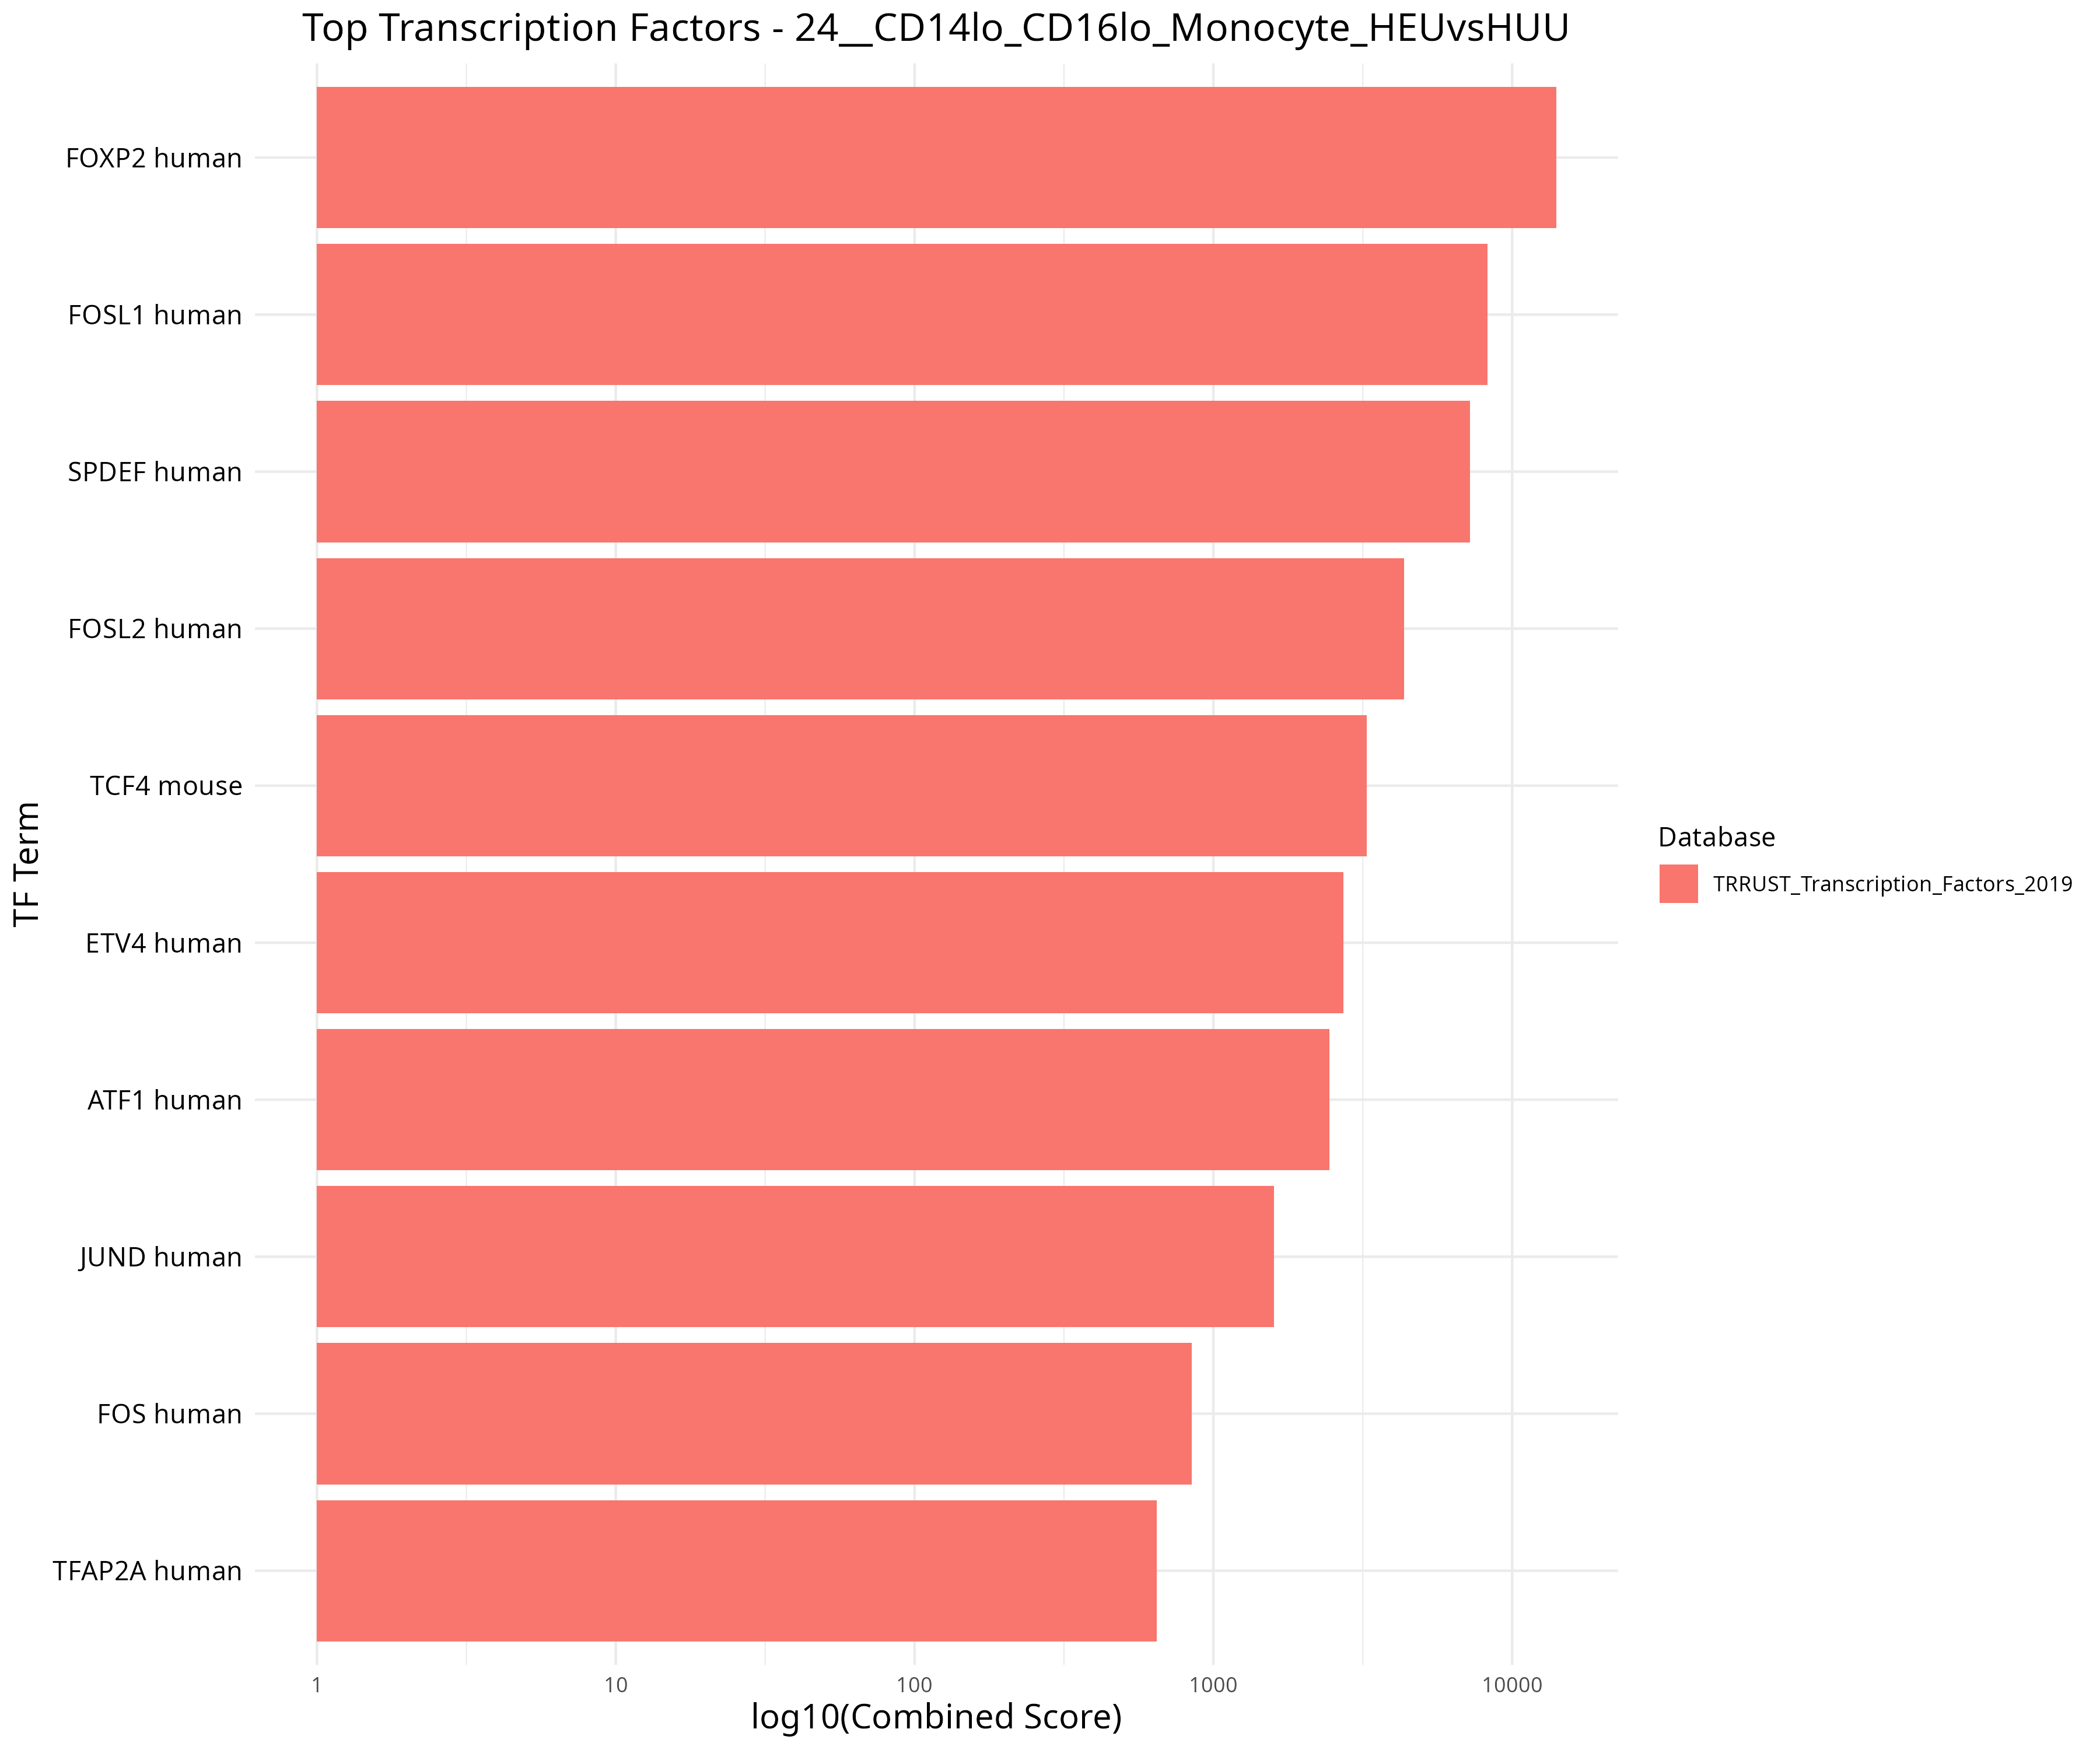 Top Transcription Factors - 24__CD14lo_CD16lo_Monocyte_HEUvsHUU
TF Term
FOXP2 human
FOSL1 human
SPDEF human
FOSL2 human
TCF4 mouse
ETV4 human
ATF1 human
JUND human
FOS human
TFAP2A human
1 10 100 1000 10000
log10(Combined Score)
Database
TRRUST_Transcription_Factors_2019